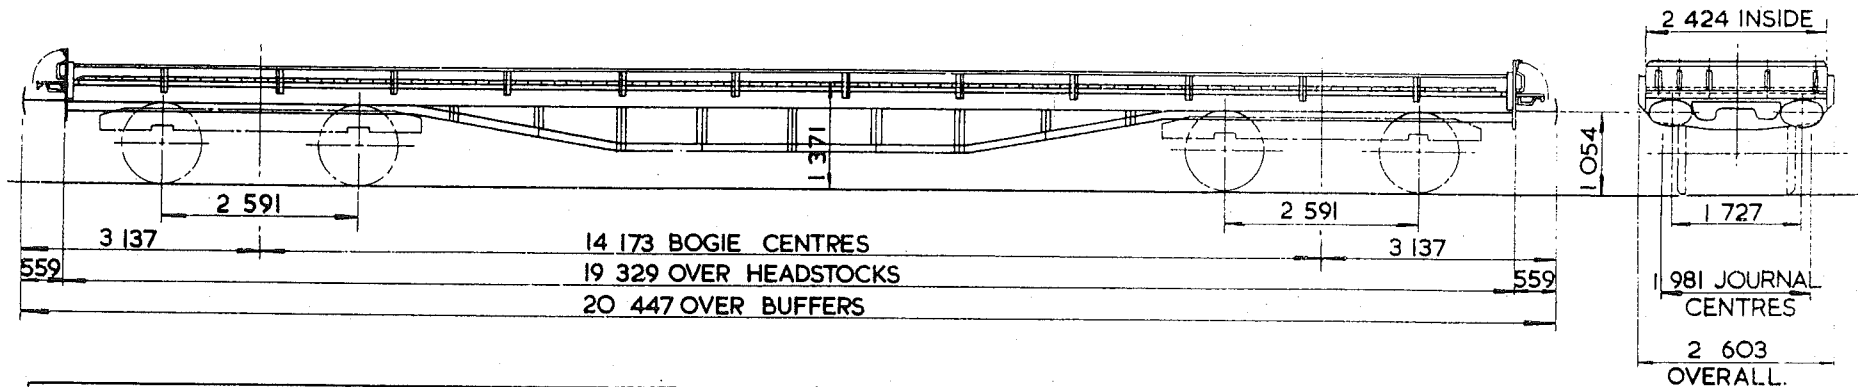 2 424 INSIDE
1 371
1 054
2 591
2 591
1 727
3 137
14 173 BOGIE CENTRES
3 137
559
19 329 OVER HEADSTOCKS
559
1 981 JOURNAL
CENTRES
20 447 OVER BUFFERS
2 603
OVERALL.